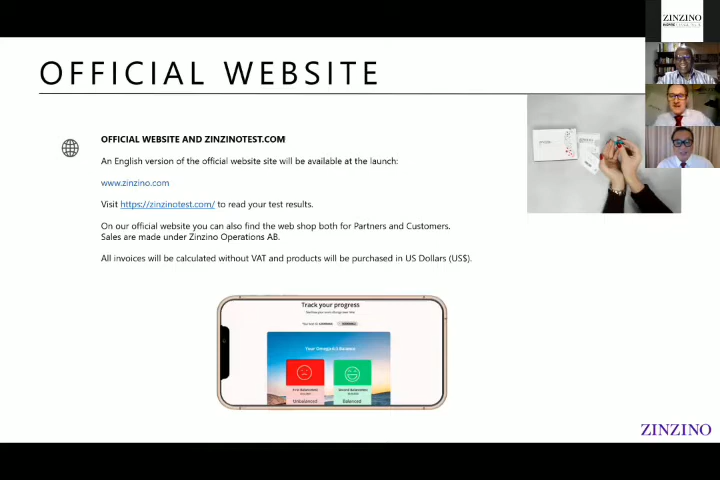 ZINZINO
OFFICIAL WEBSITE
OFFICIAL WEBSITE AND ZINZINOTEST.COM
An English version of the official website site will be available at the launch:
www.zinzino.com
Visit https://zinzinotest.com/ to read your test results.
On our official website you can also find the web shop both for Partners and Customers.
Sales are made under Zinzino Operations AB.
All invoices will be calculated without VAT and products will be purchased in US Dollars (US$).
Track your progress
Your Omega6:3 Balance
Unbalanced
Balanced
ZINZINO